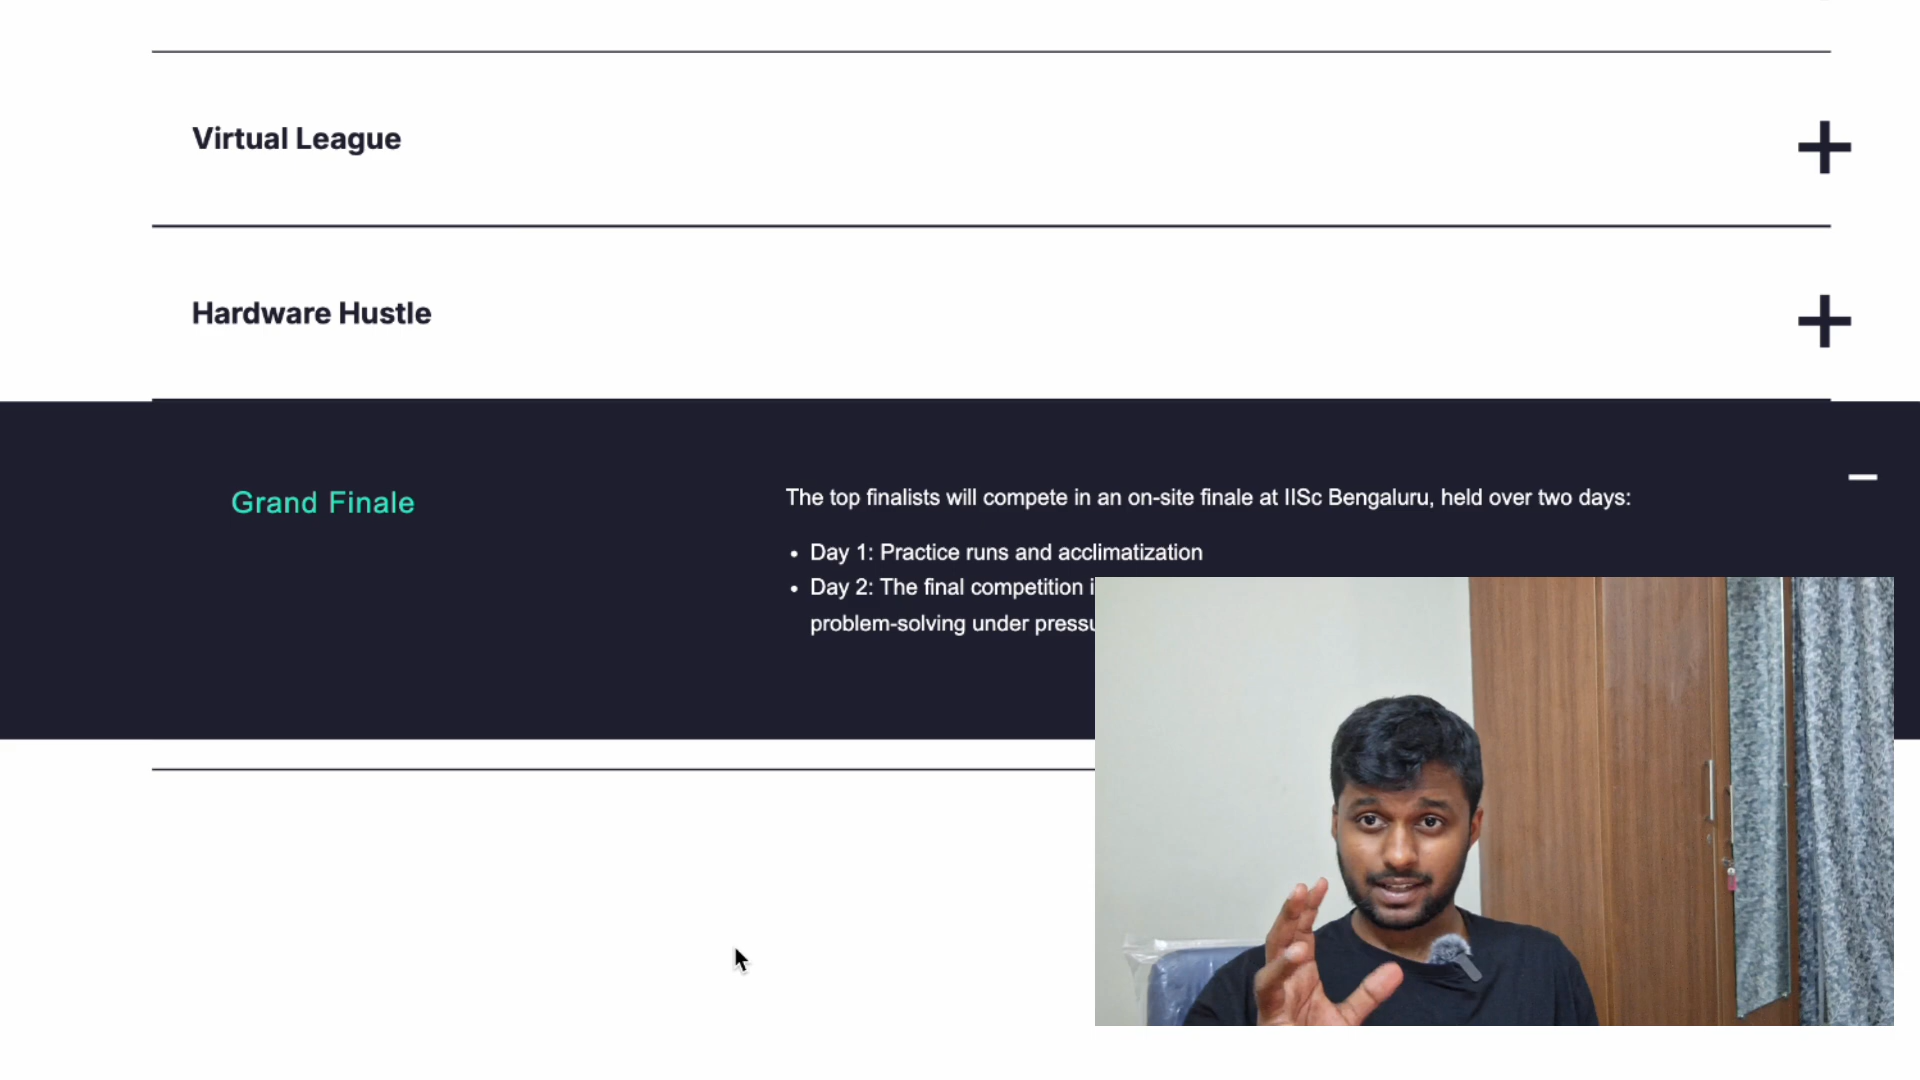 Virtual League
Hardware Hustle
Grand Finale
The top finalists will compete in an on-site finale at IISc Bengaluru, held over two days:
Day 1: Practice runs and acclimatization
Day 2: The final competition
problem-solving under